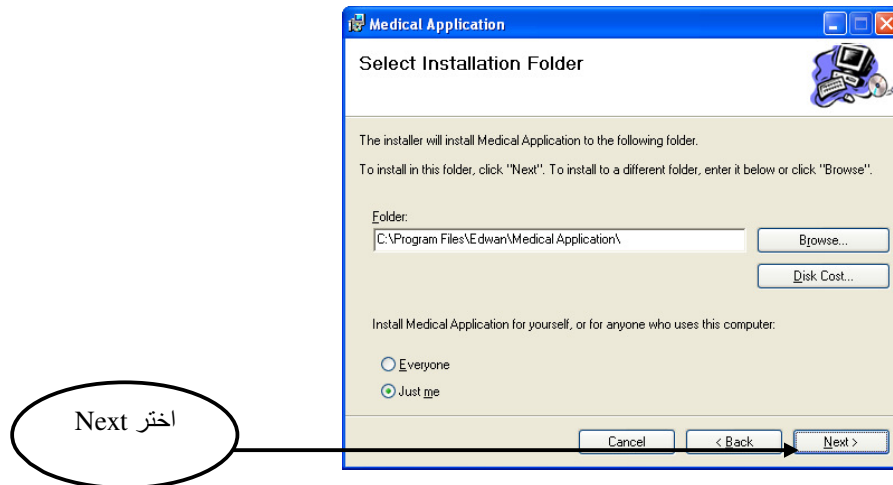 Medical Application
Select Installation Folder
The installer will install Medical Application to the following folder.
To install in this folder, click "Next". To install to a different folder, enter it below or click "Browse".
Folder:
C:\Program Files\Edwan\Medical Application\
Browse...
Disk Cost...
Install Medical Application for yourself, or for anyone who uses this computer:
Everyone
Just me
اختر Next
Cancel
< Back
Next >